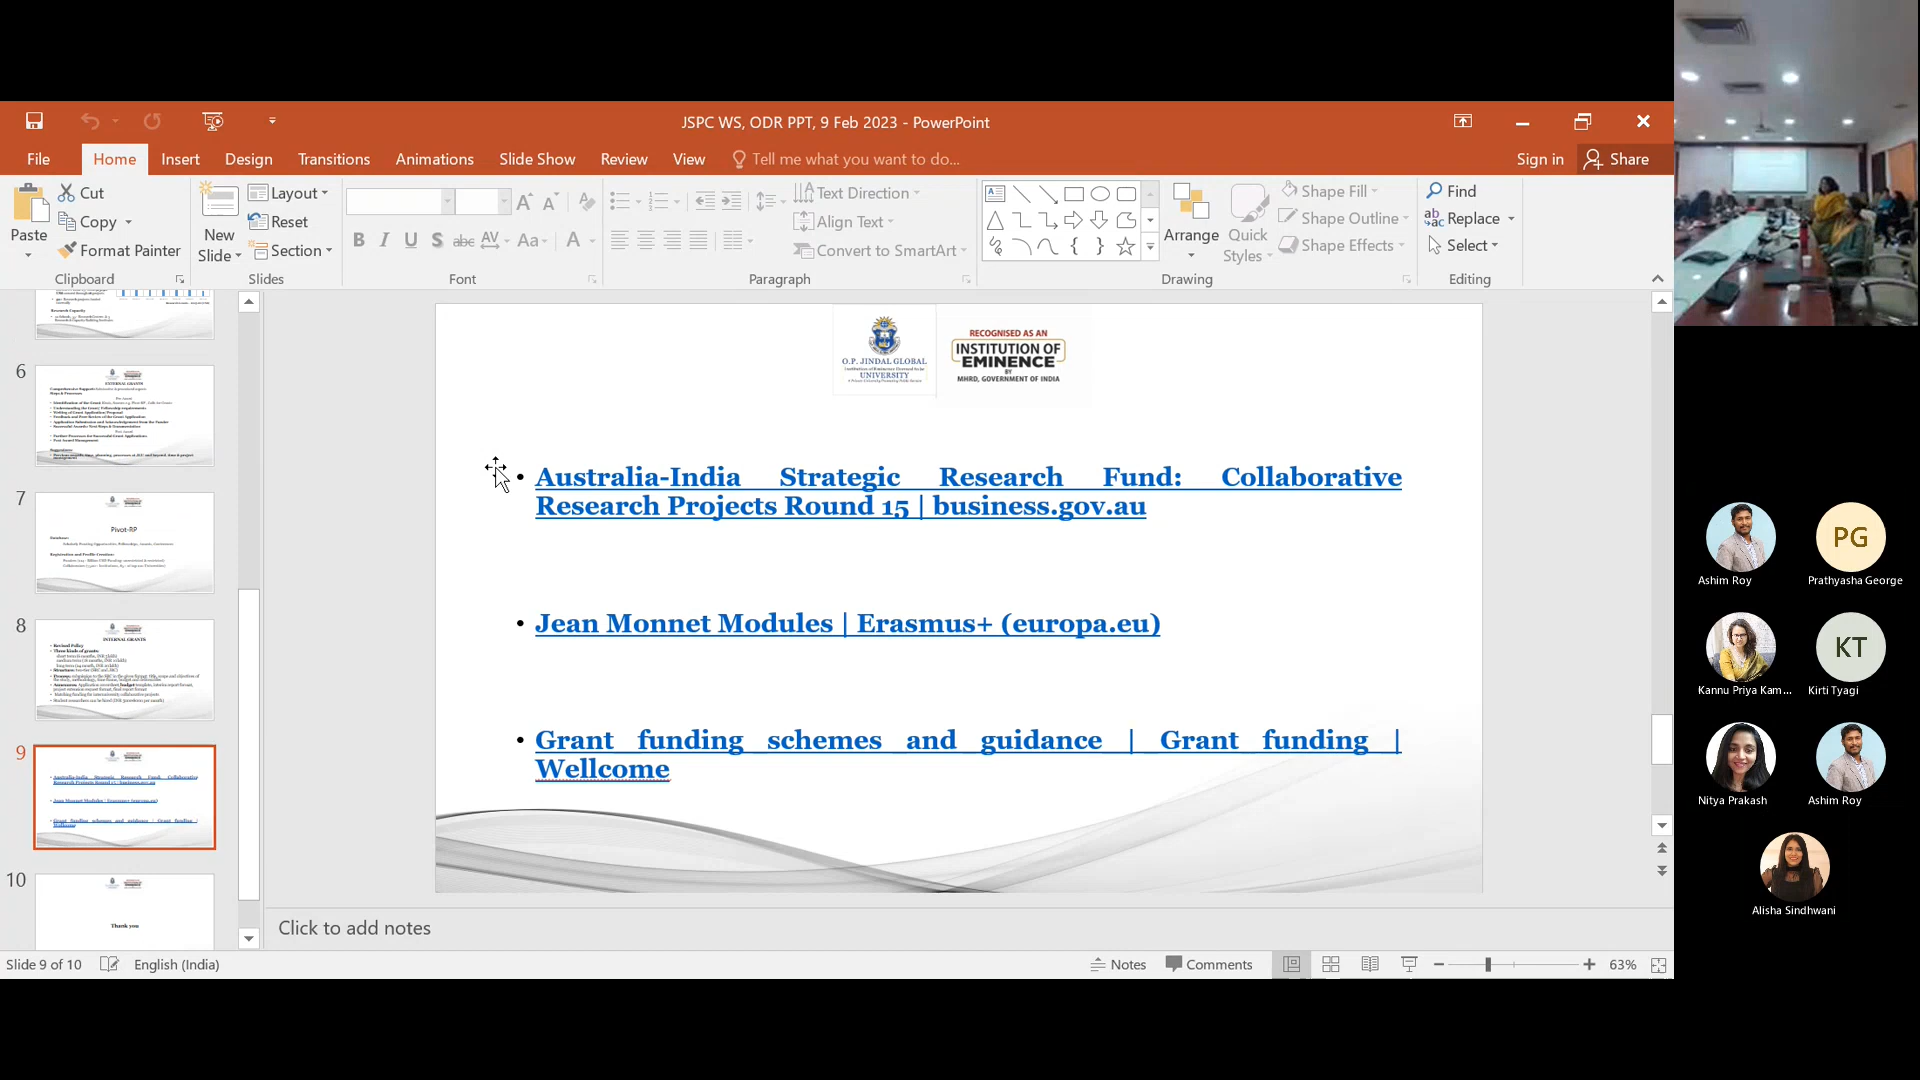 JSPC WS, ODR PPT, 9 Feb 2023 - PowerPoint
File Home Insert Design Transitions Animations Slide Show Review View Tell me what you want to do... Sign in Share
Paste
Cut
Copy
Format Painter
Clipboard
New Slide
Layout
Reset
Section
Slides
B I U S abc AV Aa A
Font
Text Direction
Align Text
Convert to SmartArt
Paragraph
Arrange
Quick Styles
Shape Fill
Shape Outline
Shape Effects
Drawing
Find
Replace
Select
Editing
6
EXTERNAL GRANTS
7
Pivot-RP
8
INTERNAL GRANTS
9
10
Thank you
O.P. JINDAL GLOBAL
UNIVERSITY
RECOGNISED AS AN
INSTITUTION OF
EMINENCE
BY
MHRD, GOVERNMENT OF INDIA
• Australia-India Strategic Research Fund: Collaborative
Research Projects Round 15 | business.gov.au
• Jean Monnet Modules | Erasmus+ (europa.eu)
• Grant funding schemes and guidance | Grant funding |
Wellcome
Click to add notes
Slide 9 of 10 English (India) Notes Comments 63%
Ashim Roy
PG
Prathyasha George
Kannu Priya Kam...
KT
Kirti Tyagi
Nitya Prakash
Ashim Roy
Alisha Sindhwani